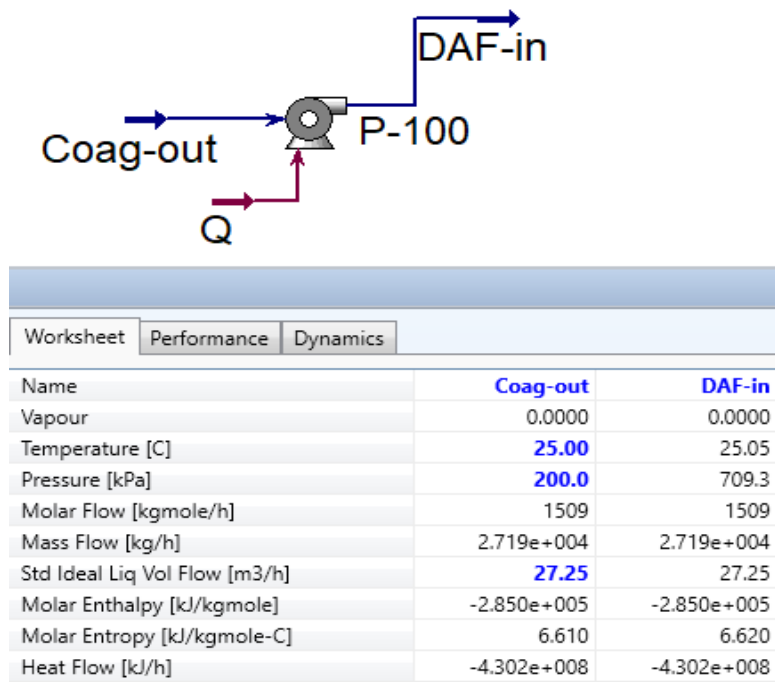 DAF-in
P-100
Coag-out
Q
Worksheet Performance Dynamics
Name Coag-out DAF-in
Vapour 0.0000 0.0000
Temperature [C] 25.00 25.05
Pressure [kPa] 200.0 709.3
Molar Flow [kgmole/h] 1509 1509
Mass Flow [kg/h] 2.719e+004 2.719e+004
Std Ideal Liq Vol Flow [m3/h] 27.25 27.25
Molar Enthalpy [kJ/kgmole] -2.850e+005 -2.850e+005
Molar Entropy [kJ/kgmole-C] 6.610 6.620
Heat Flow [kJ/h] -4.302e+008 -4.302e+008